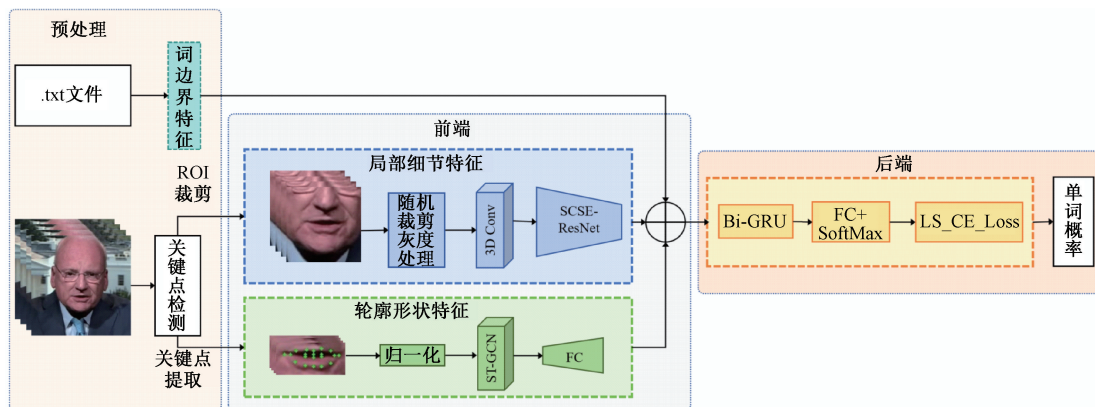 预处理
.txt文件
词边界特征
ROI
裁剪
关键点检测
关键点
提取
前端
局部细节特征
随机
裁剪
灰度
处理
3D Conv
SCSE-
ResNet
轮廓形状特征
归一化
ST-GCN
FC
后端
Bi-GRU
FC+
SoftMax
LS_CE_Loss
单词概率